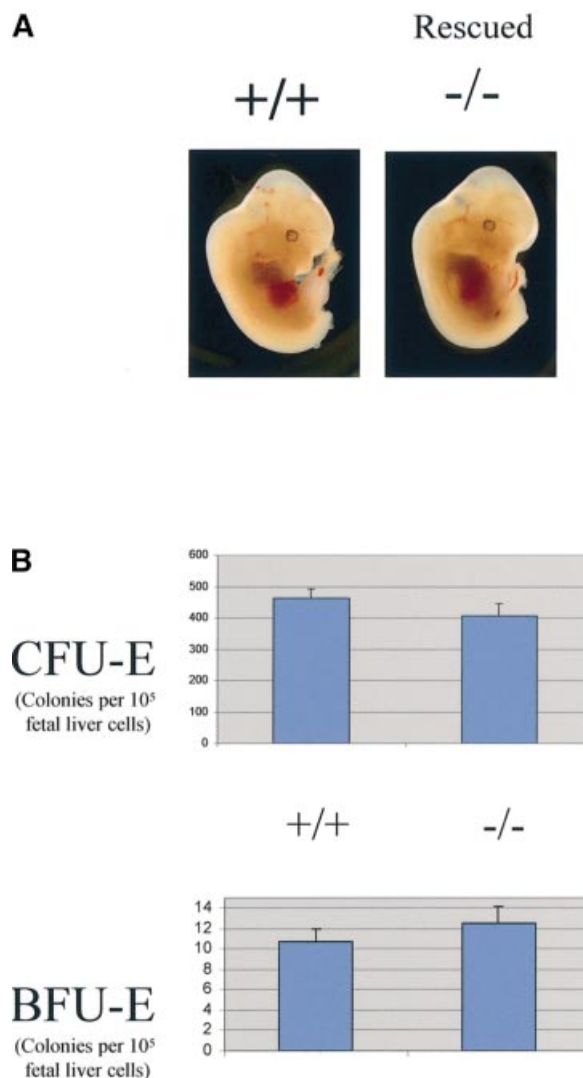 A
Rescued
+/+
-/-
B
600
500
400
300
200
100
0
CFU-E
(Colonies per 10⁵
fetal liver cells)
+/+
-/-
14
12
10
8
6
4
2
0
BFU-E
(Colonies per 10⁵
fetal liver cells)